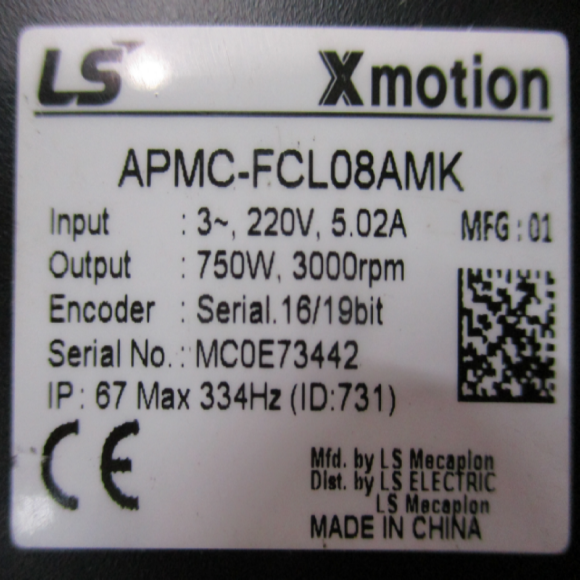 LS Xmotion
APMC-FCL08AMK
Input : 3~, 220V, 5.02A MFG : 01
Output : 750W, 3000rpm
Encoder : Serial.16/19bit
Serial No. : MC0E73442
IP : 67 Max 334Hz (ID:731)
CE
Mfd. by LS Mecapion
Dist. by LS ELECTRIC
LS Mecapion
MADE IN CHINA